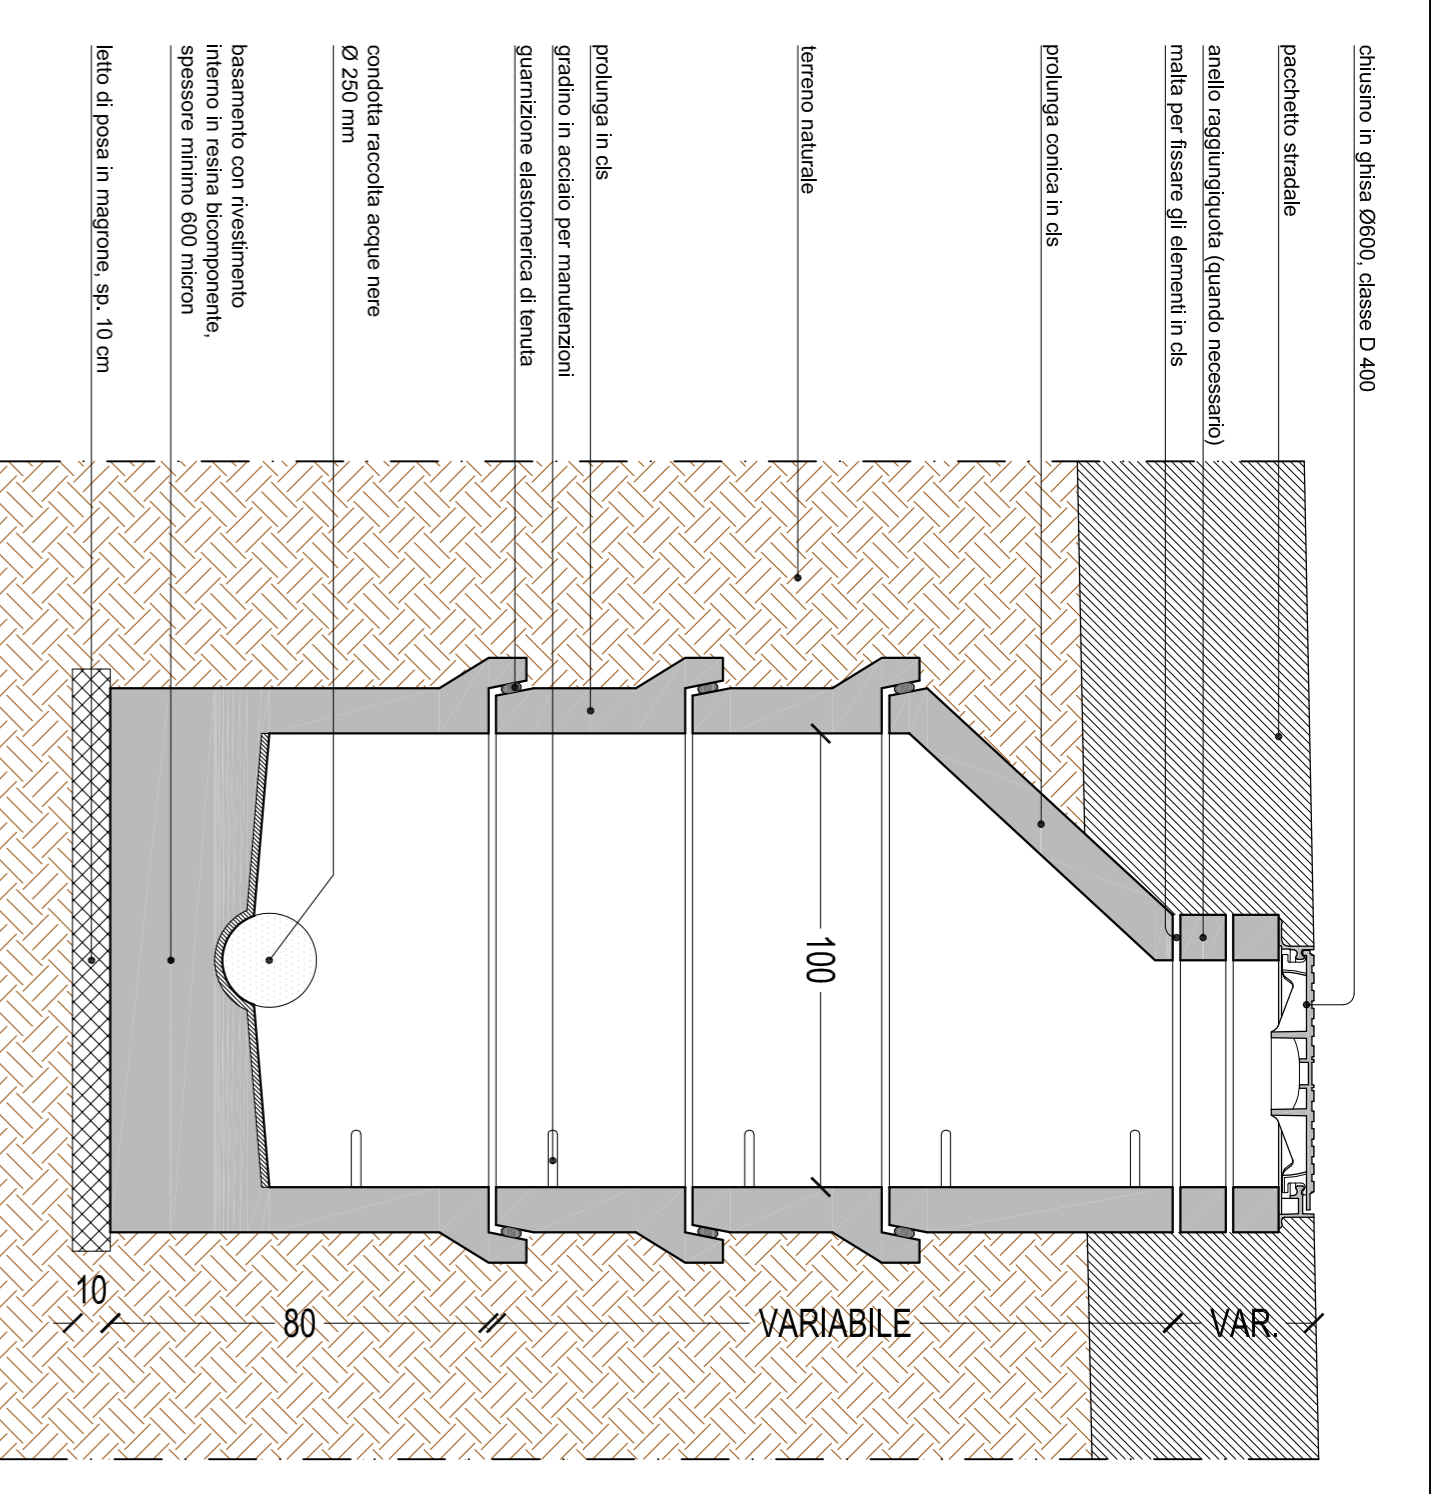 chiusino in ghisa Ø600, classe D 400
pacchetto stradale
anello raggiungiquota (quando necessario)
malta per fissare gli elementi in cls
prolunga conica in cls
terreno naturale
prolunga in cls
gradino in acciaio per manutenzioni
guarnizione elastomerica di tenuta
condotta raccolta acque nere
Ø 250 mm
basamento con rivestimento
interno in resina bicomponente,
spessore minimo 600 micron
letto di posa in magrone, sp. 10 cm
100
VAR.
VARIABILE
80
10